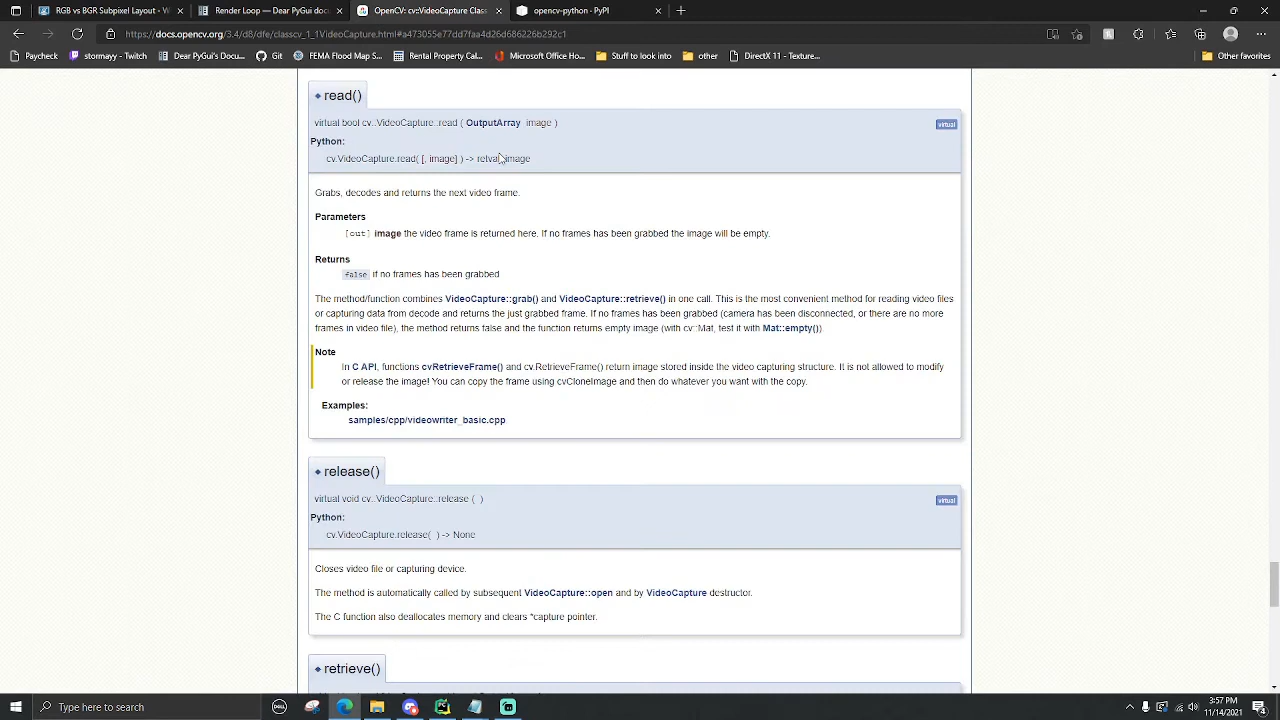 RGB vs BGR Subpixel Layout - W
Render Loop — Dear PyGui docu
OpenCV: cv::VideoCapture Class
opencv-python · PyPI
https://docs.opencv.org/3.4/d8/dfe/classcv_1_1VideoCapture.html#a473055e77dd7faa4d26d686226b292c1
Paycheck
stormayy - Twitch
Dear PyGui's Docu...
Git
FEMA Flood Map S...
Rental Property Cal...
Microsoft Office Ho...
Stuff to look into
other
DirectX 11 - Texture...
Other favorites
◆ read()
virtual bool cv::VideoCapture::read ( OutputArray image )
virtual
Python:
cv.VideoCapture.read( [, image] ) -> retval, image
Grabs, decodes and returns the next video frame.
Parameters
[out] image the video frame is returned here. If no frames has been grabbed the image will be empty.
Returns
false if no frames has been grabbed
The method/function combines VideoCapture::grab() and VideoCapture::retrieve() in one call. This is the most convenient method for reading video files
or capturing data from decode and returns the just grabbed frame. If no frames has been grabbed (camera has been disconnected, or there are no more
frames in video file), the method returns false and the function returns empty image (with cv::Mat, test it with Mat::empty()).
Note
In C API, functions cvRetrieveFrame() and cv.RetrieveFrame() return image stored inside the video capturing structure. It is not allowed to modify
or release the image! You can copy the frame using cvCloneImage and then do whatever you want with the copy.
Examples:
samples/cpp/videowriter_basic.cpp
◆ release()
virtual void cv::VideoCapture::release ( )
virtual
Python:
cv.VideoCapture.release( ) -> None
Closes video file or capturing device.
The method is automatically called by subsequent VideoCapture::open and by VideoCapture destructor.
The C function also deallocates memory and clears *capture pointer.
◆ retrieve()
Type here to search
3:57 PM
11/14/2021